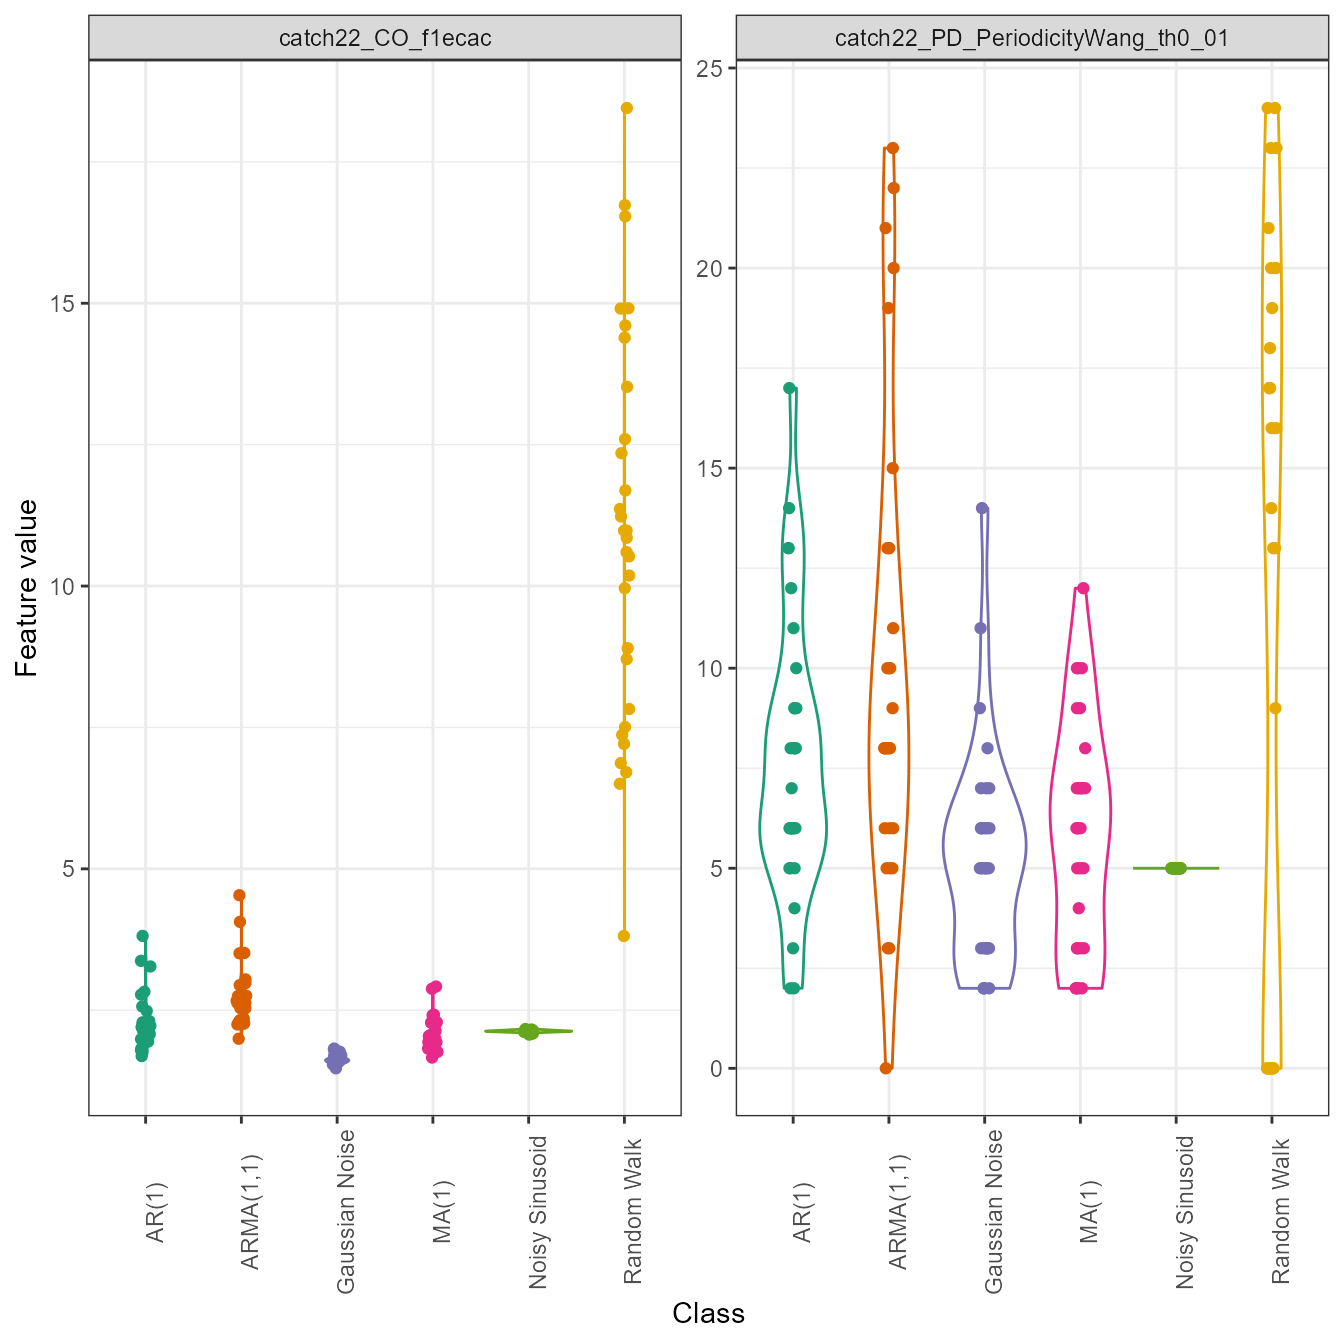 catch22_CO_f1ecac
catch22_PD_PeriodicityWang_th0_01
Feature value
15
10
5
25
20
15
10
5
0
AR(1)
ARMA(1,1)
Gaussian Noise
MA(1)
Noisy Sinusoid
Random Walk
AR(1)
ARMA(1,1)
Gaussian Noise
MA(1)
Noisy Sinusoid
Random Walk
Class